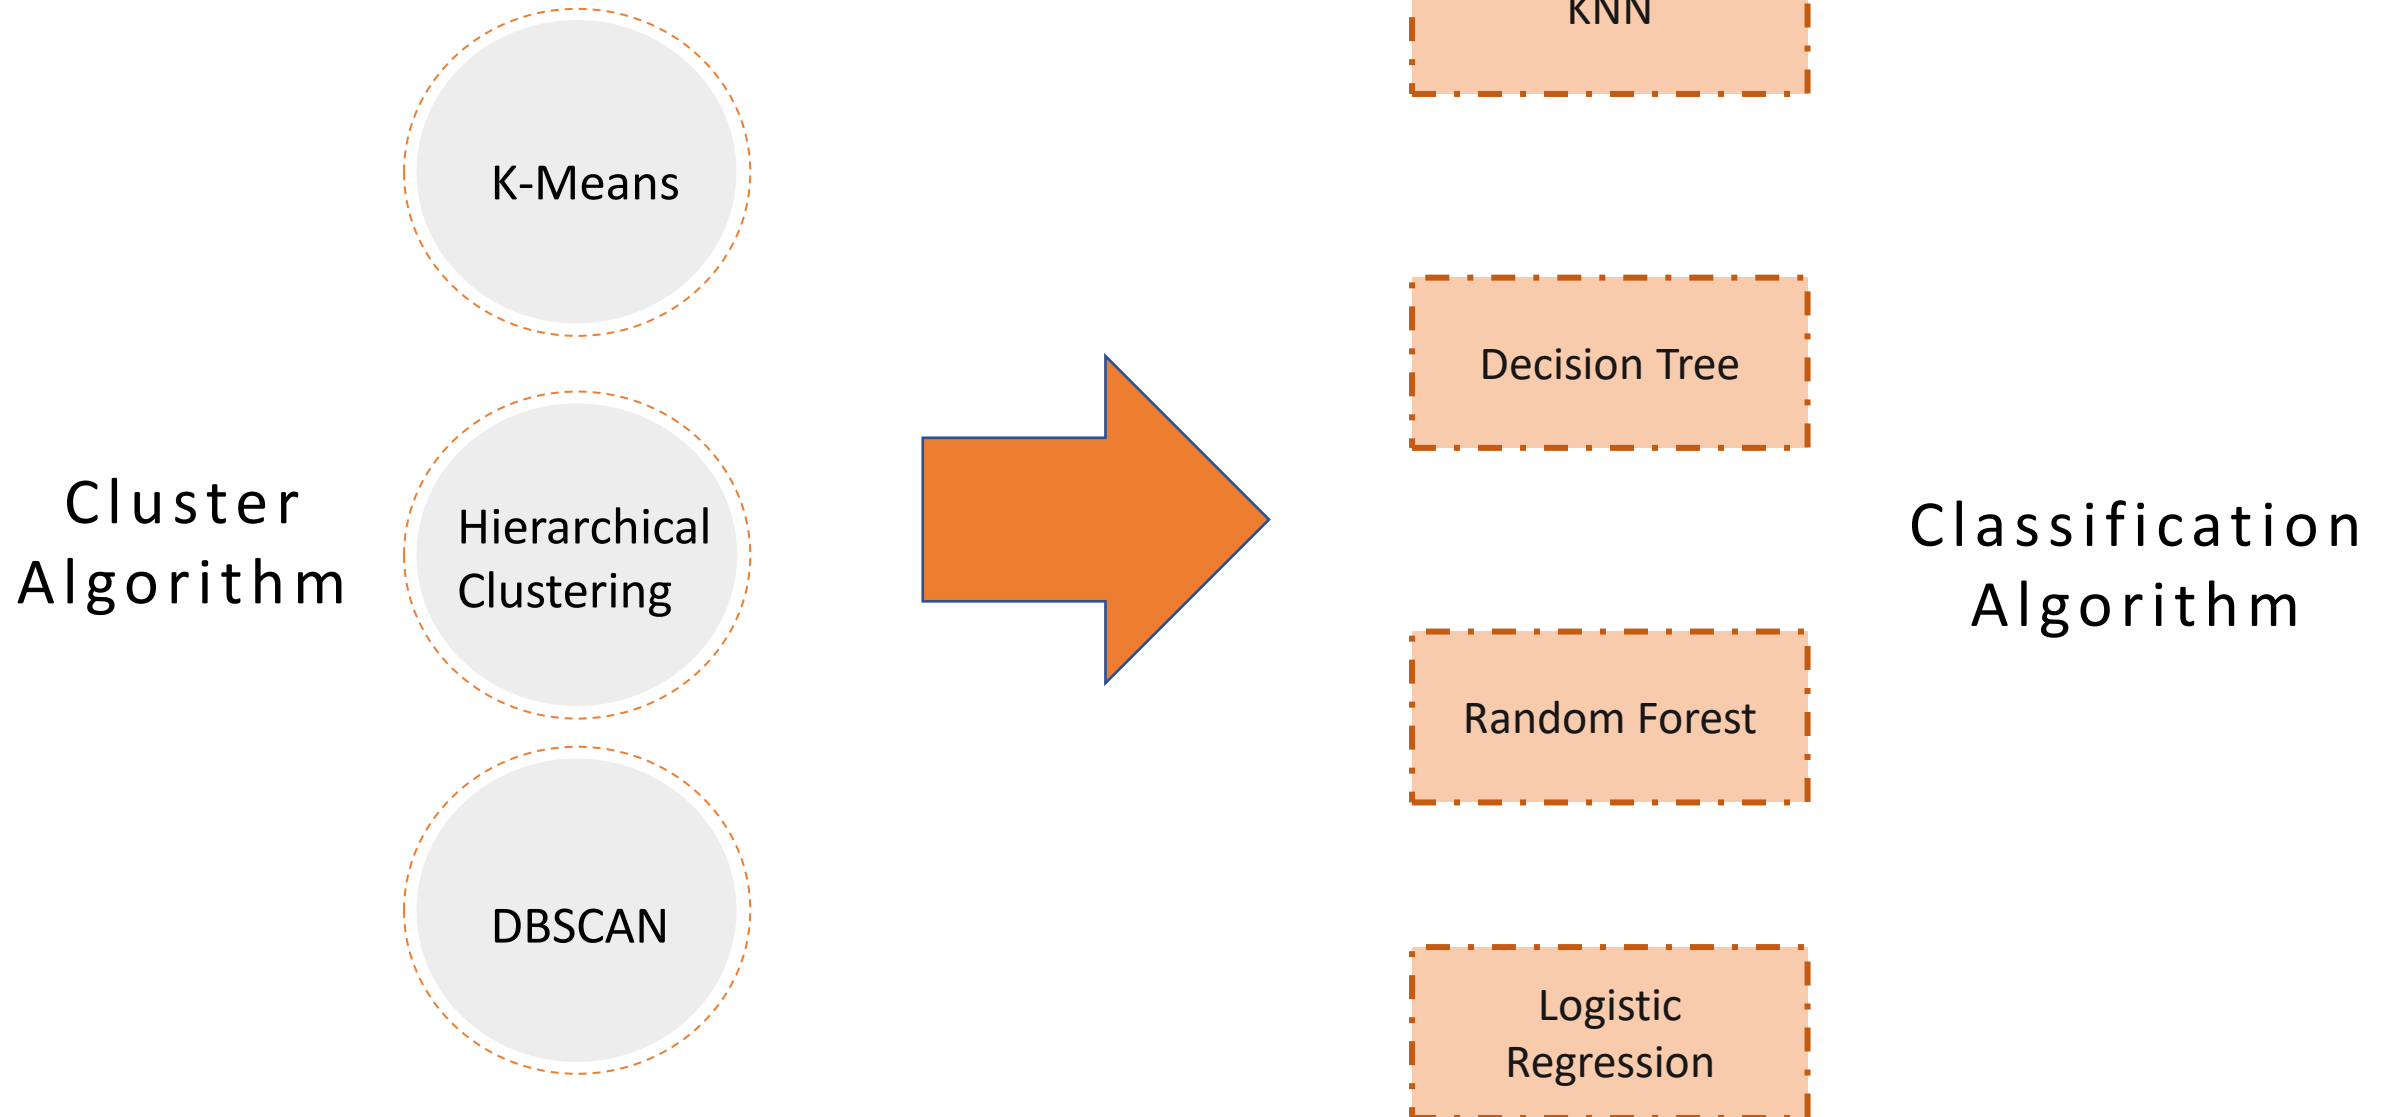 Cluster
Algorithm
K-Means
Hierarchical
Clustering
DBSCAN
KNN
Decision Tree
Random Forest
Logistic
Regression
Classification
Algorithm